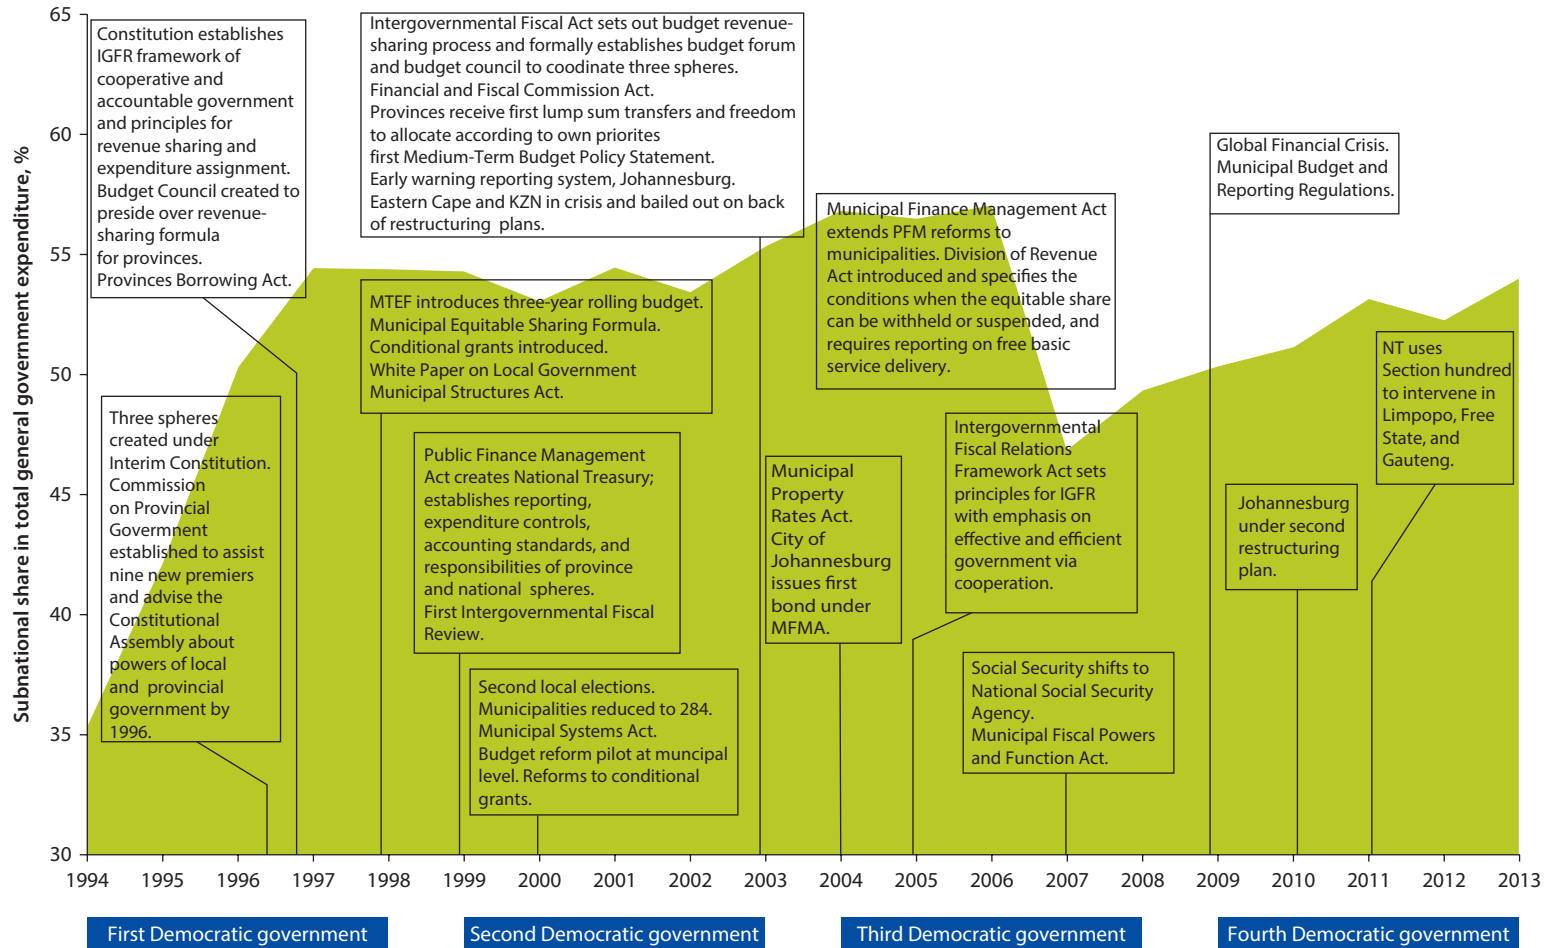 Subnational share in total general government expenditure, %
65
60
55
50
45
40
35
30
Constitution establishes
IGFR framework of
cooperative and
accountable government
and principles for
revenue sharing and
expenditure assignment.
Budget Council created to
preside over revenue-
sharing formula
for provinces.
Provinces Borrowing Act.
Three spheres
created under
Interim Constitution.
Commission
on Provincial
Govermnent
established to assist
nine new premiers
and advise the
Constitutional
Assembly about
powers of local
and provincial
government by
1996.
Intergovernmental Fiscal Act sets out budget revenue-
sharing process and formally establishes budget forum
and budget council to coodinate three spheres.
Financial and Fiscal Commission Act.
Provinces receive first lump sum transfers and freedom
to allocate according to own priorites
first Medium-Term Budget Policy Statement.
Early warning reporting system, Johannesburg.
Eastern Cape and KZN in crisis and bailed out on back
of restructuring plans.
MTEF introduces three-year rolling budget.
Municipal Equitable Sharing Formula.
Conditional grants introduced.
White Paper on Local Government
Municipal Structures Act.
Public Finance Management
Act creates National Treasury;
establishes reporting,
expenditure controls,
accounting standards, and
responsibilities of province
and national spheres.
First Intergovernmental Fiscal
Review.
Second local elections.
Municipalities reduced to 284.
Municipal Systems Act.
Budget reform pilot at muncipal
level. Reforms to conditional
grants.
Municipal
Property
Rates Act.
City of
Johannesburg
issues first
bond under
MFMA.
Municipal Finance Management Act
extends PFM reforms to
municipalities. Division of Revenue
Act introduced and specifies the
conditions when the equitable share
can be withheld or suspended, and
requires reporting on free basic
service delivery.
Intergovernmental
Fiscal Relations
Framework Act sets
principles for IGFR
with emphasis on
effective and efficient
government via
cooperation.
Social Security shifts to
National Social Security
Agency.
Municipal Fiscal Powers
and Function Act.
Global Financial Crisis.
Municipal Budget and
Reporting Regulations.
Johannesburg
under second
restructuring
plan.
NT uses
Section hundred
to intervene in
Limpopo, Free
State, and
Gauteng.
1994 1995 1996 1997 1998 1999 2000 2001 2002 2003 2004 2005 2006 2007 2008 2009 2010 2011 2012 2013
First Democratic government
Second Democratic government
Third Democratic government
Fourth Democratic government